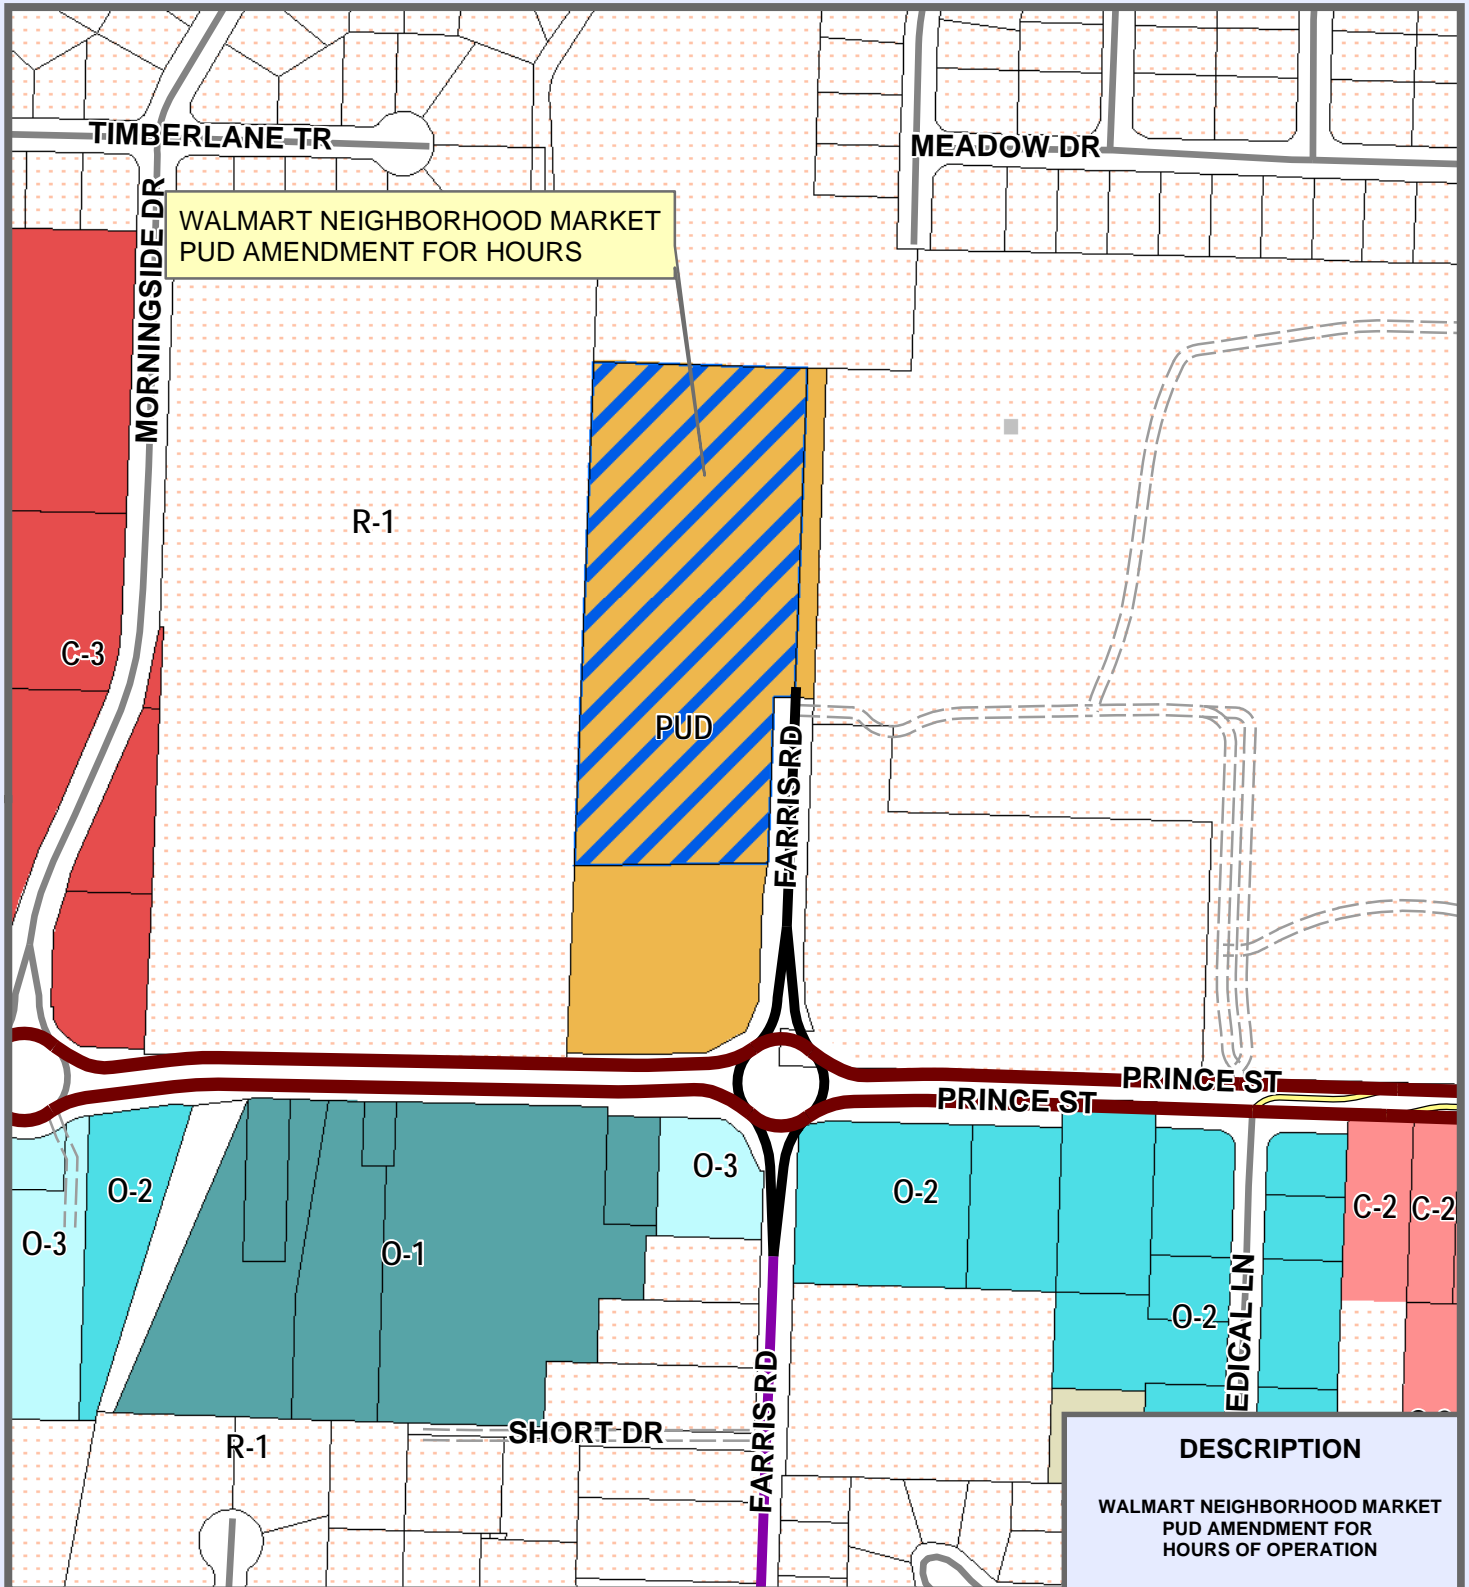 TIMBERLANE TR
MEADOW DR
MORNINGSIDE DR
WALMART NEIGHBORHOOD MARKET
PUD AMENDMENT FOR HOURS
R-1
C-3
PUD
FARRIS RD
PRINCE ST
PRINCE ST
O-3
O-2
O-2
C-2
C-2
O-3
O-1
O-2
EDICAL LN
FARRIS RD
SHORT DR
R-1
DESCRIPTION
WALMART NEIGHBORHOOD MARKET
PUD AMENDMENT FOR
HOURS OF OPERATION